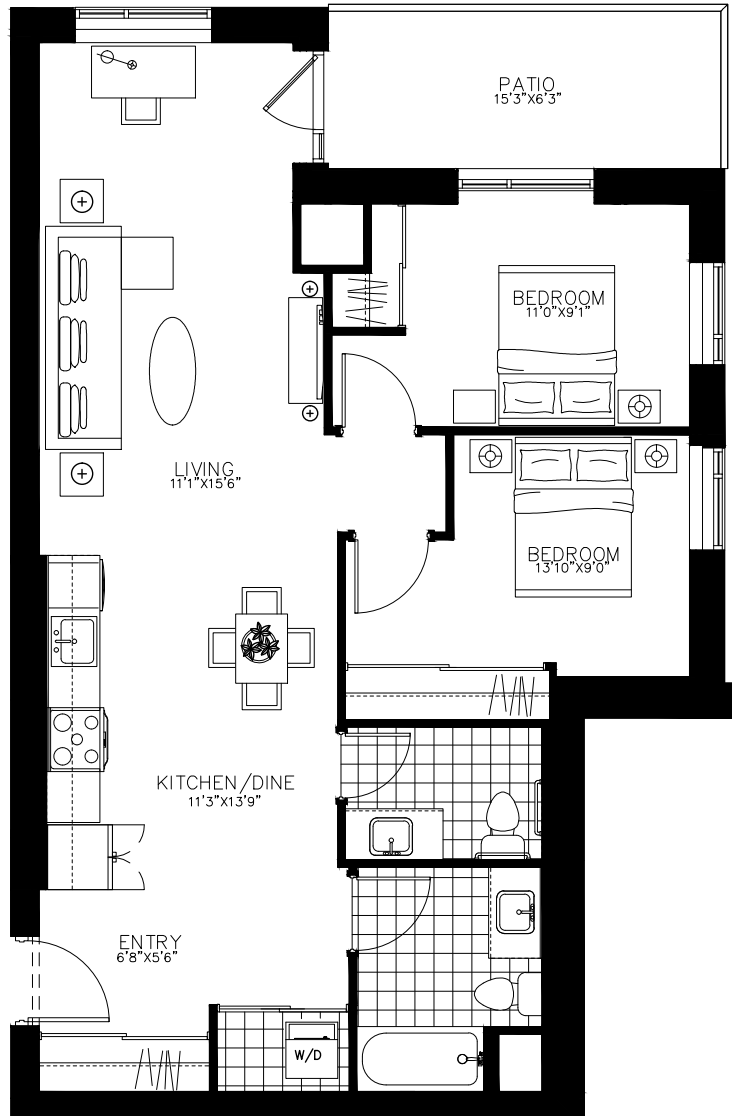 PATIO
15'3"X6'3"
BEDROOM
11'0"X9'1"
LIVING
11'1"X15'6"
BEDROOM
13'10"X9'0"
KITCHEN/DINE
11'3"X13'9"
ENTRY
6'8"X5'6"
W/D